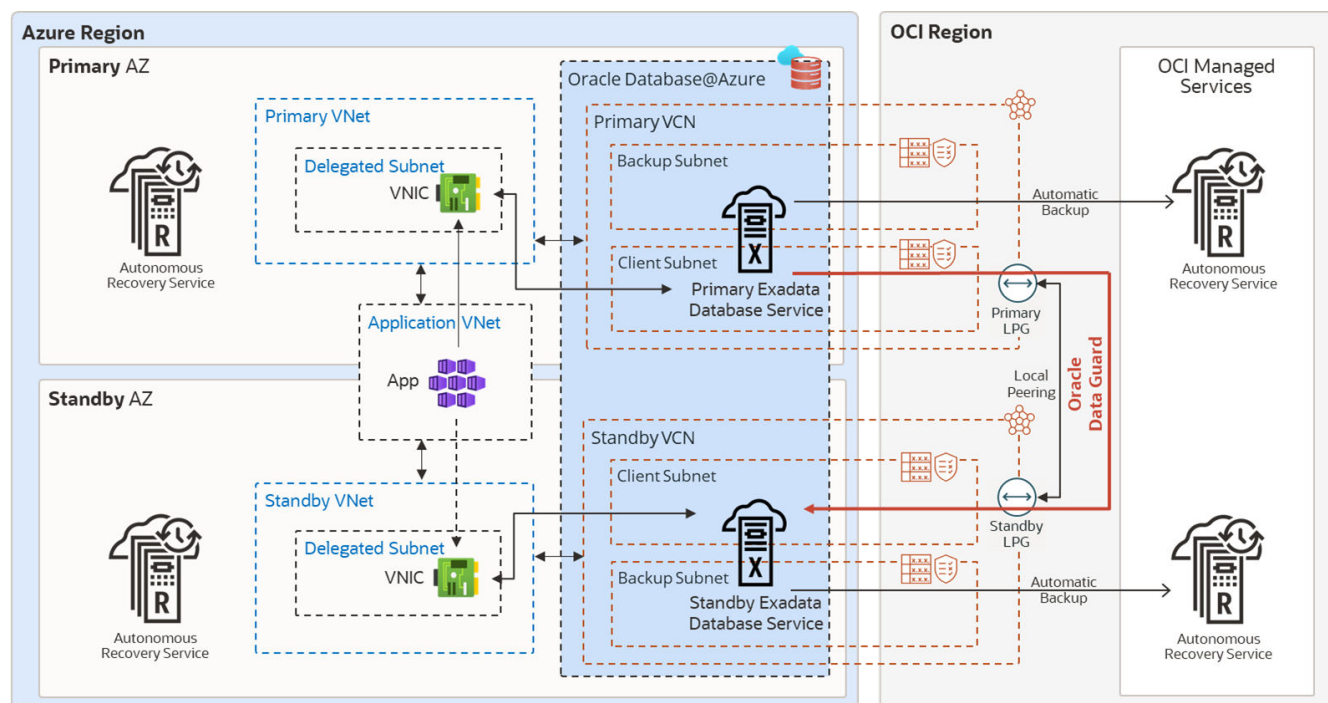 Azure Region
Primary AZ
Autonomous
Recovery Service
Primary VNet
Delegated Subnet
VNIC
Application VNet
App
Standby AZ
Autonomous
Recovery Service
Standby VNet
Delegated Subnet
VNIC
Oracle Database@Azure
Primary VCN
Backup Subnet
X
Client Subnet
Primary Exadata
Database Service
Standby VCN
Client Subnet
X
Backup Subnet
Standby Exadata
Database Service
OCI Region
Automatic
Backup
Primary
LPG
Local
Peering
Oracle
Data Guard
Standby
LPG
Automatic
Backup
OCI Managed
Services
R
Autonomous
Recovery Service
R
Autonomous
Recovery Service
R
R